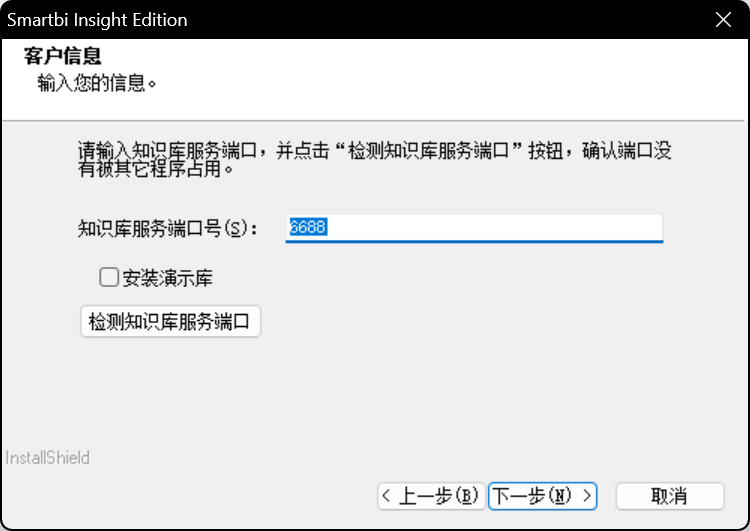 Smartbi Insight Edition
客户信息
输入您的信息。
请输入知识库服务端口，并点击“检测知识库服务端口”按钮，确认端口没
有被其它程序占用。
知识库服务端口号(S)： 6688
安装演示库
检测知识库服务端口
InstallShield
< 上一步(B) 下一步(N) > 取消